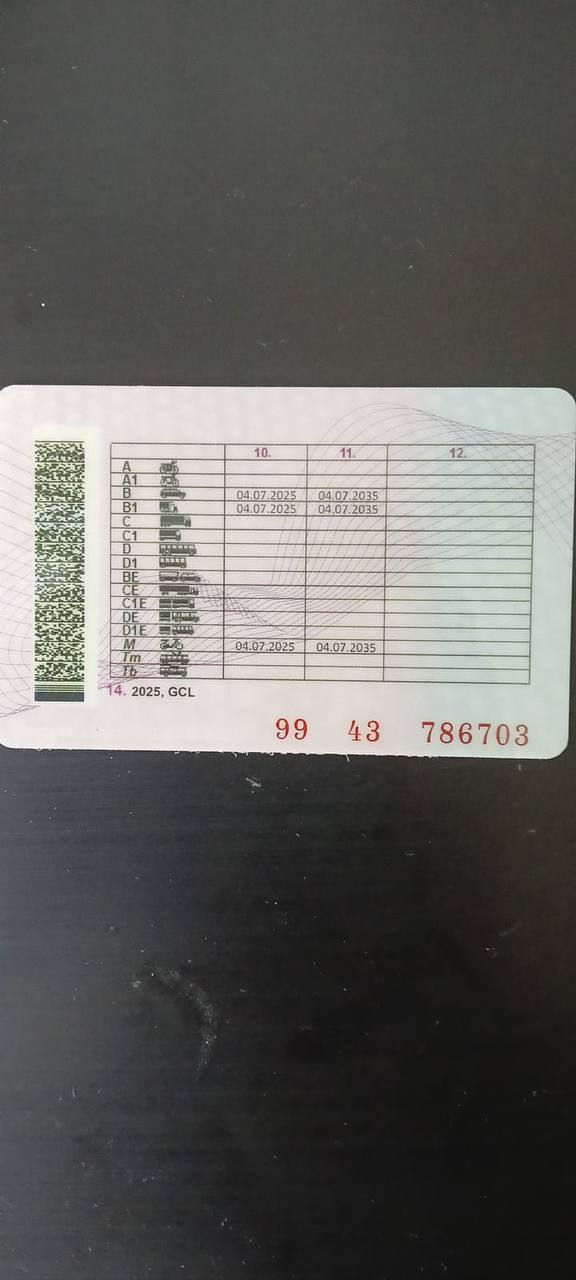 10. 11. 12.
A
A1
B 04.07.2025 04.07.2035
B1 04.07.2025 04.07.2035
C
C1
D
D1
BE
CE
C1E
DE
D1E
M 04.07.2025 04.07.2035
Tm
Tb
14. 2025, GCL
99 43 786703